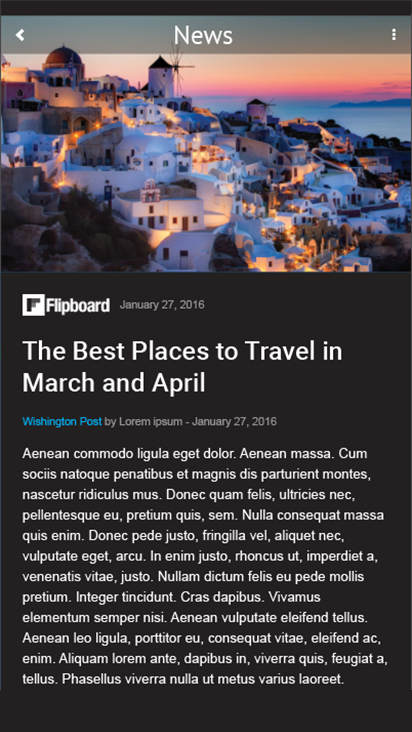 News
Flipboard January 27, 2016
The Best Places to Travel in
March and April
Wishington Post by Lorem ipsum - January 27, 2016
Aenean commodo ligula eget dolor. Aenean massa. Cum
sociis natoque penatibus et magnis dis parturient montes,
nascetur ridiculus mus. Donec quam felis, ultricies nec,
pellentesque eu, pretium quis, sem. Nulla consequat massa
quis enim. Donec pede justo, fringilla vel, aliquet nec,
vulputate eget, arcu. In enim justo, rhoncus ut, imperdiet a,
venenatis vitae, justo. Nullam dictum felis eu pede mollis
pretium. Integer tincidunt. Cras dapibus. Vivamus
elementum semper nisi. Aenean vulputate eleifend tellus.
Aenean leo ligula, porttitor eu, consequat vitae, eleifend ac,
enim. Aliquam lorem ante, dapibus in, viverra quis, feugiat a,
tellus. Phasellus viverra nulla ut metus varius laoreet.